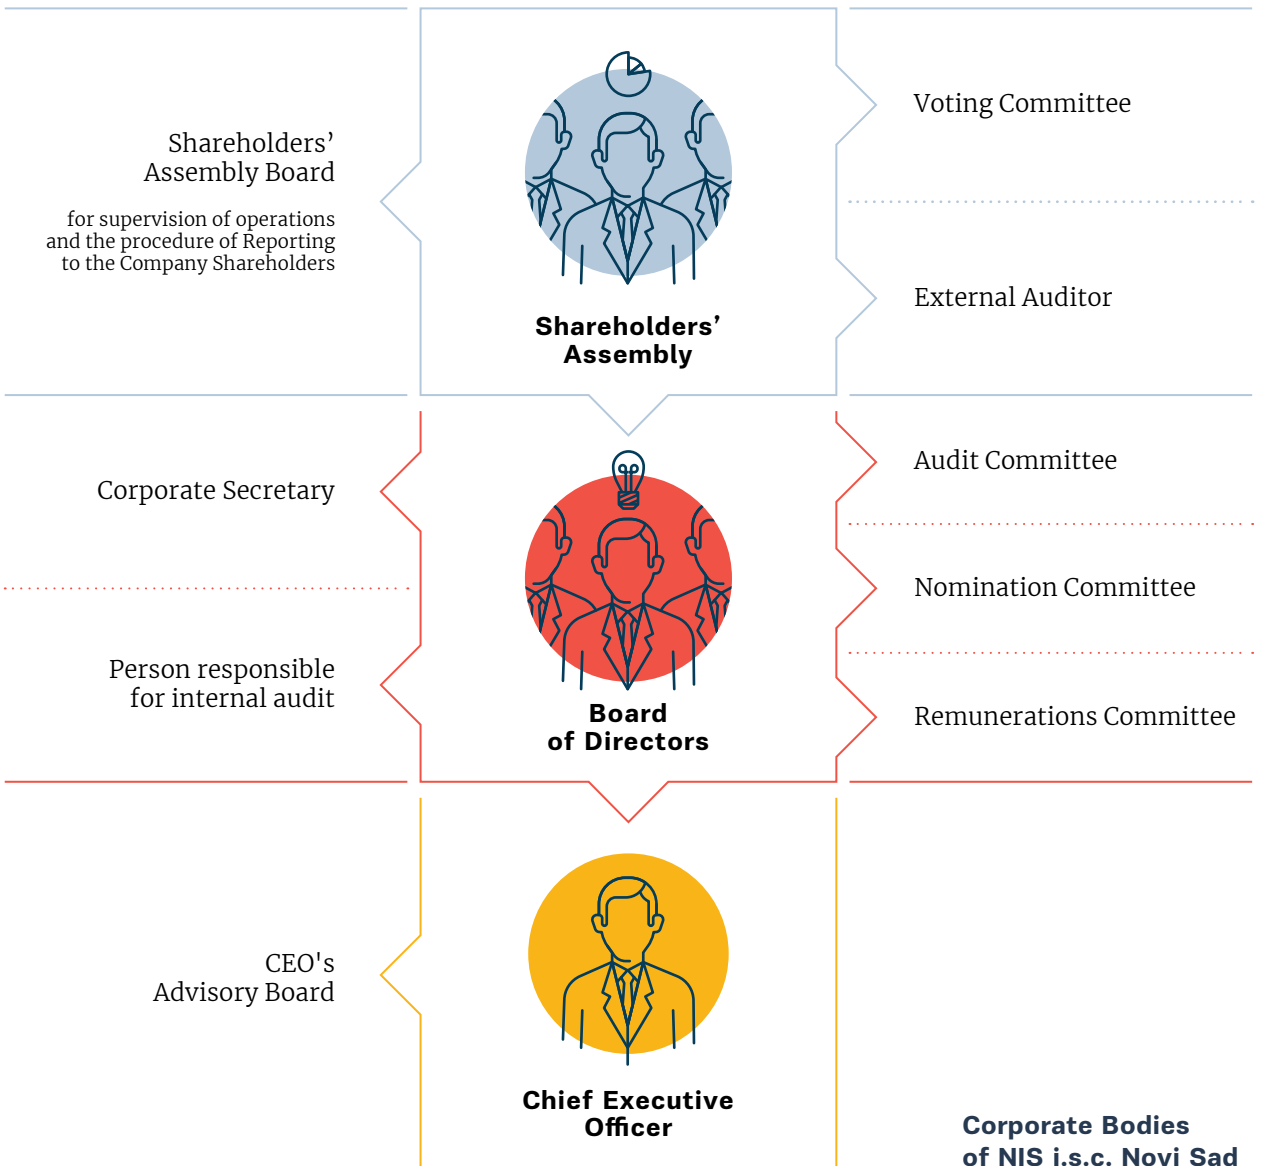 Shareholders’
Assembly Board
for supervision of operations
and the procedure of Reporting
to the Company Shareholders
Shareholders’
Assembly
Voting Committee
External Auditor
Corporate Secretary
Person responsible
for internal audit
Board
of Directors
Audit Committee
Nomination Committee
Remunerations Committee
CEO's
Advisory Board
Chief Executive
Officer
Corporate Bodies
of NIS j.s.c. Novi Sad